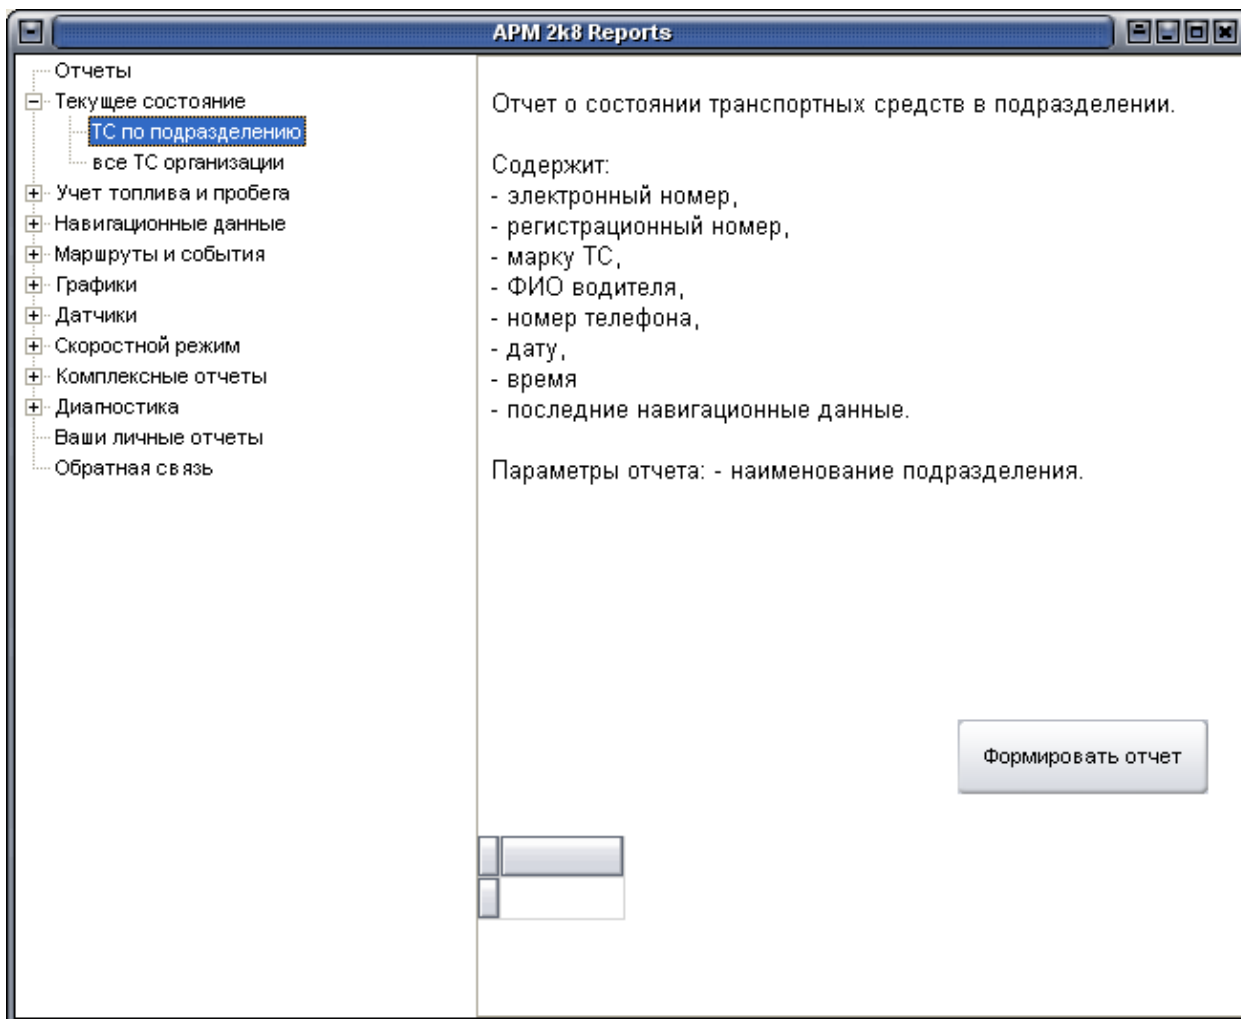 APM 2k8 Reports
Отчеты
Текущее состояние
ТС по подразделению
все ТС организации
Учет топлива и пробега
Навигационные данные
Маршруты и события
Графики
Датчики
Скоростной режим
Комплексные отчеты
Диагностика
Ваши личные отчеты
Обратная связь
Отчет о состоянии транспортных средств в подразделении.
Содержит:
- электронный номер,
- регистрационный номер,
- марку ТС,
- ФИО водителя,
- номер телефона,
- дату,
- время
- последние навигационные данные.
Параметры отчета: - наименование подразделения.
Формировать отчет